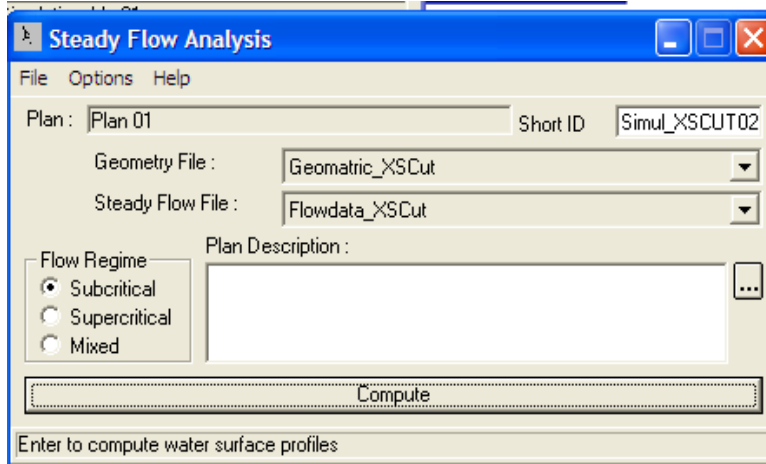 Steady Flow Analysis
File Options Help
Plan : Plan 01 Short ID Simul_XSCUT02
Geometry File : Geomatric_XSCut
Steady Flow File : Flowdata_XSCut
Plan Description :
Flow Regime
Subcritical
...
Supercritical
Mixed
Compute
Enter to compute water surface profiles